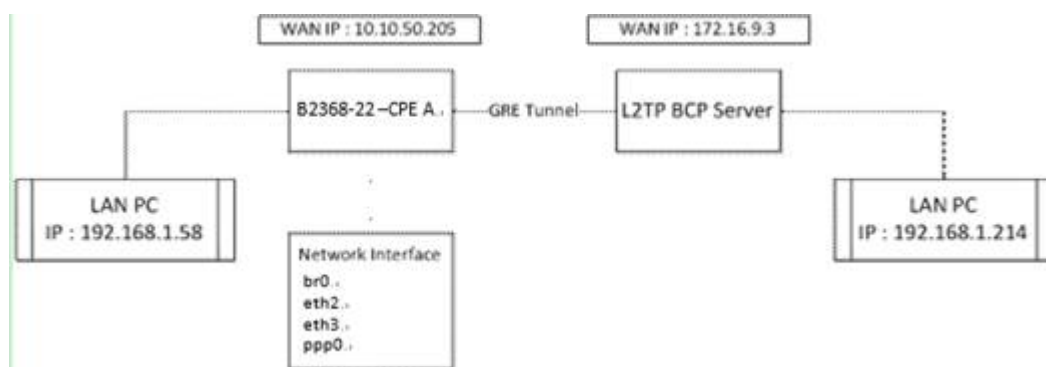 WAN IP : 10.10.50.205
WAN IP : 172.16.9.3
B2368-22 –CPE A
GRE Tunnel
L2TP BCP Server
LAN PC
IP : 192.168.1.58
LAN PC
IP : 192.168.1.214
Network Interface
br0
eth2
eth3
ppp0